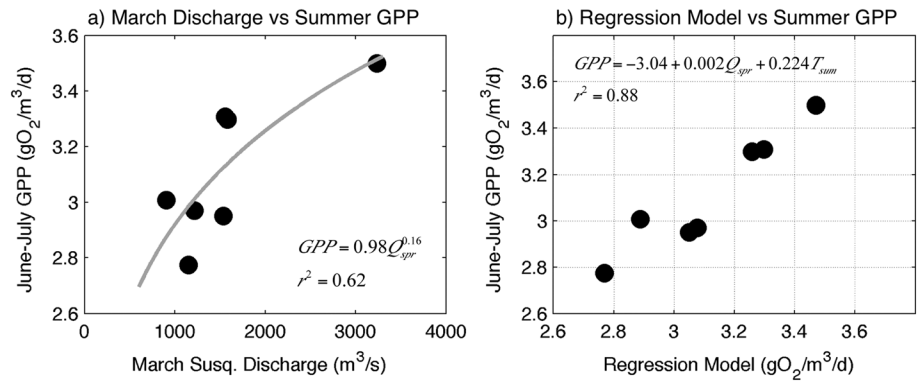 a) March Discharge vs Summer GPP
3.6
3.4
3.2
3
2.8
2.6
June-July GPP (gO₂/m³/d)
GPP = 0.98Q_spr^0.16
r² = 0.62
0 1000 2000 3000 4000
March Susq. Discharge (m³/s)
b) Regression Model vs Summer GPP
3.6
3.4
3.2
3
2.8
2.6
June-July GPP (gO₂/m³/d)
GPP = −3.04 + 0.002Q_spr + 0.224T_sum
r² = 0.88
2.6 2.8 3 3.2 3.4 3.6
Regression Model (gO₂/m³/d)